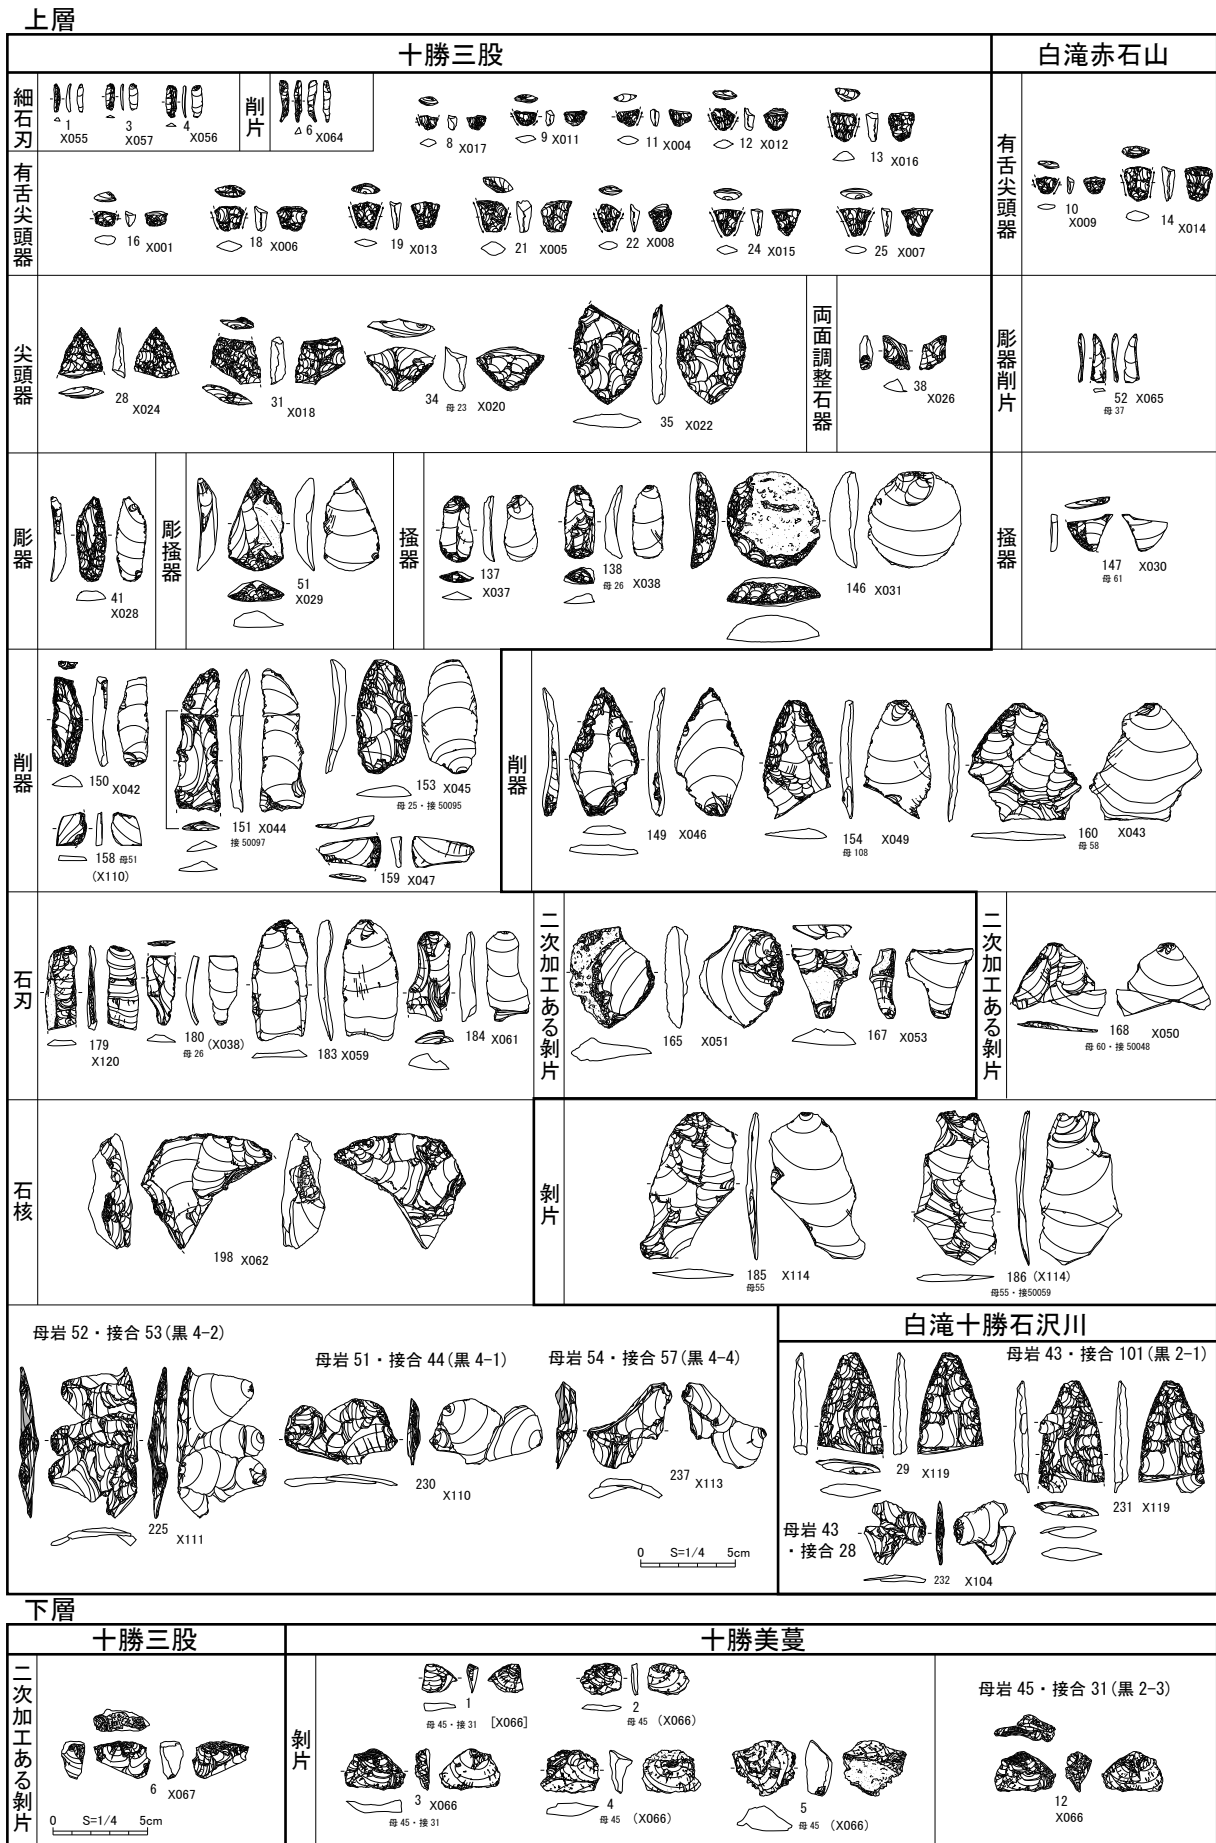 上層
十勝三股
白滝赤石山
細石刃
1
X055
3
X057
4
X056
削片
6 X064
8 X017
9 X011
11 X004
12 X012
13 X016
有舌尖頭器
16 X001
18 X006
19 X013
21 X005
22 X008
24 X015
25 X007
有舌尖頭器
10
X009
14
X014
尖頭器
28
X024
31
X018
34
母23 X020
35 X022
両面調整石器
38
X026
彫器削片
52 X065
母37
彫器
41
X028
彫掻器
51
X029
掻器
137
X037
138
母26 X038
146 X031
掻器
147 X030
母61
削器
150 X042
151 X044
接50097
153 X045
母25・接50095
158 母51
(X110)
159 X047
削器
149 X046
154 X049
母108
160 X043
母58
石刃
179
X120
180 (X038)
母26
183 X059
184 X061
二次加工ある剝片
165 X051
167 X053
二次加工ある剝片
168 X050
母60・接50048
石核
198 X062
剝片
185 X114
母55
186 (X114)
母55・接50059
母岩52・接合53(黒4-2)
225
X111
母岩51・接合44(黒4-1)
230
X110
母岩54・接合57(黒4-4)
237
X113
0 S=1/4 5cm
白滝十勝石沢川
母岩43・接合101(黒2-1)
29 X119
231 X119
母岩43
・接合28
232 X104
下層
十勝三股
十勝美蔓
二次加工ある剝片
6 X067
0 S=1/4 5cm
剝片
1
母45・接31 [X066]
2
母45 (X066)
3 X066
母45・接31
4
母45 (X066)
5
母45 (X066)
母岩45・接合31(黒2-3)
12
X066